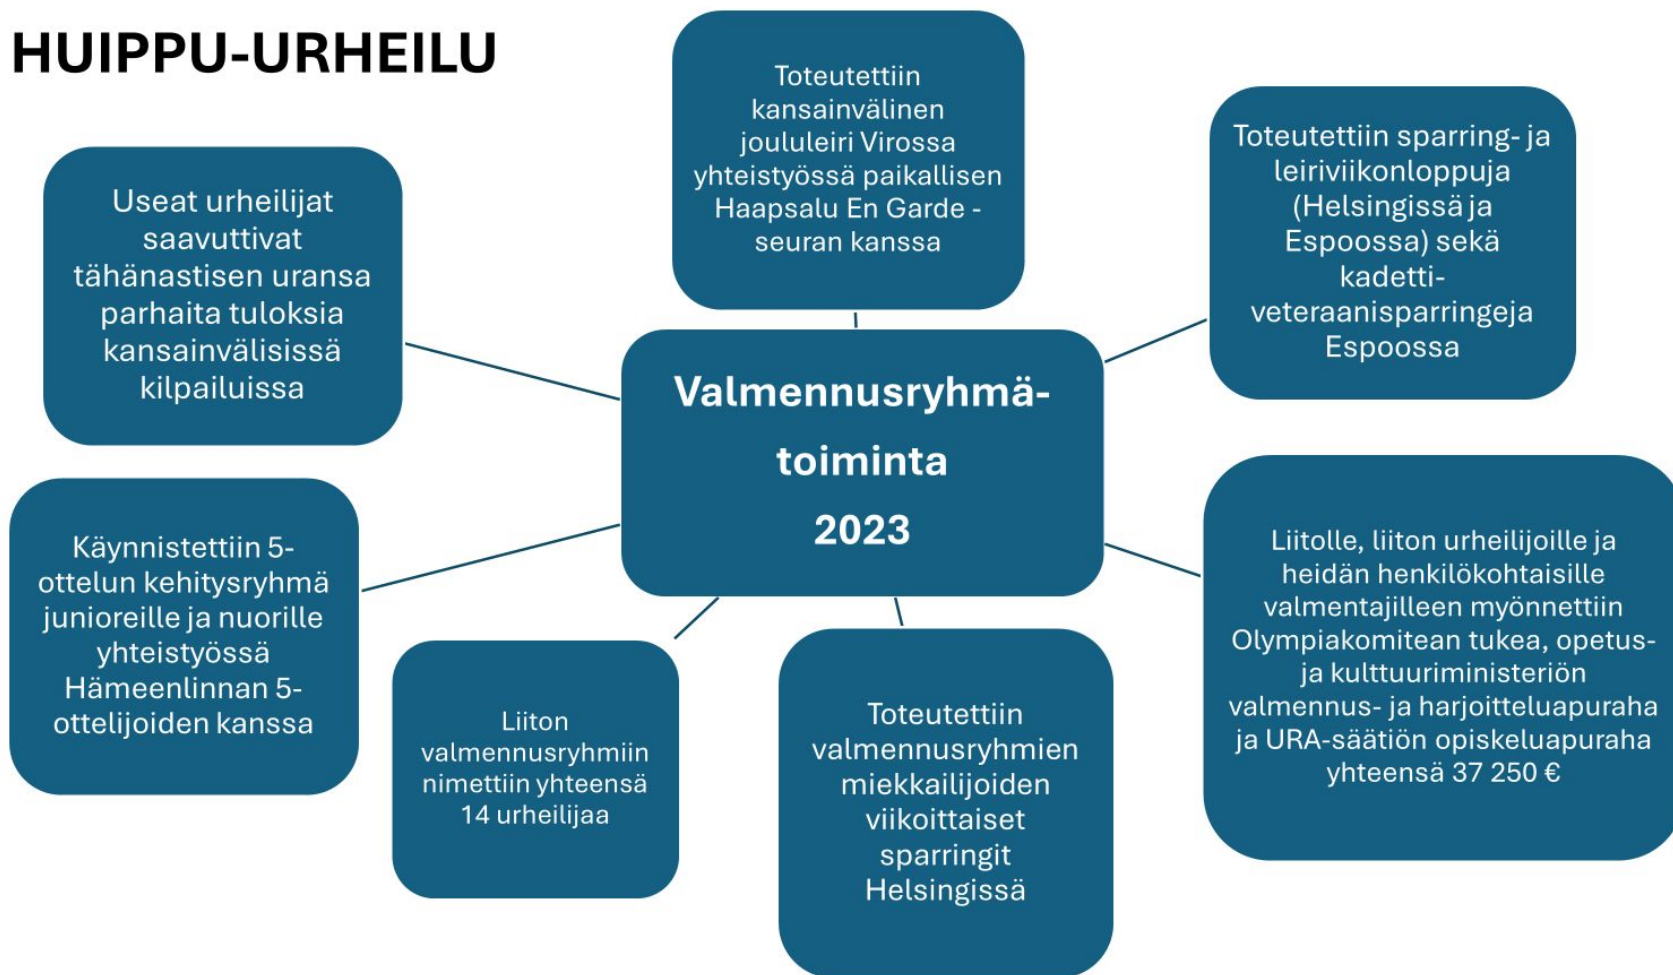 HUIPPU-URHEILU
Toteutettiin
kansainvälinen
joululeiri Virossa
yhteistyössä paikallisen
Haapsalu En Garde -
seuran kanssa
Toteutettiin sparring- ja
leiriviikonloppuja
(Helsingissä ja
Espoossa) sekä
kadetti-
veteraanisparringeja
Espoossa
Useat urheilijat
saavuttivat
tähänastisen uransa
parhaita tuloksia
kansainvälisissä
kilpailuissa
Valmennusryhmä-
toiminta
2023
Liitolle, liiton urheilijoille ja
heidän henkilökohtaisille
valmentajilleen myönnettiin
Olympiakomitean tukea, opetus-
ja kulttuuriministeriön
valmennus- ja harjoitteluapuraha
ja URA-säätiön opiskeluapuraha
yhteensä 37 250 €
Käynnistettiin 5-
ottelun kehitysryhmä
junioreille ja nuorille
yhteistyössä
Hämeenlinnan 5-
ottelijoiden kanssa
Liiton
valmennusryhmiin
nimettiin yhteensä
14 urheilijaa
Toteutettiin
valmennusryhmien
miekkailijoiden
viikoittaiset
sparringit
Helsingissä